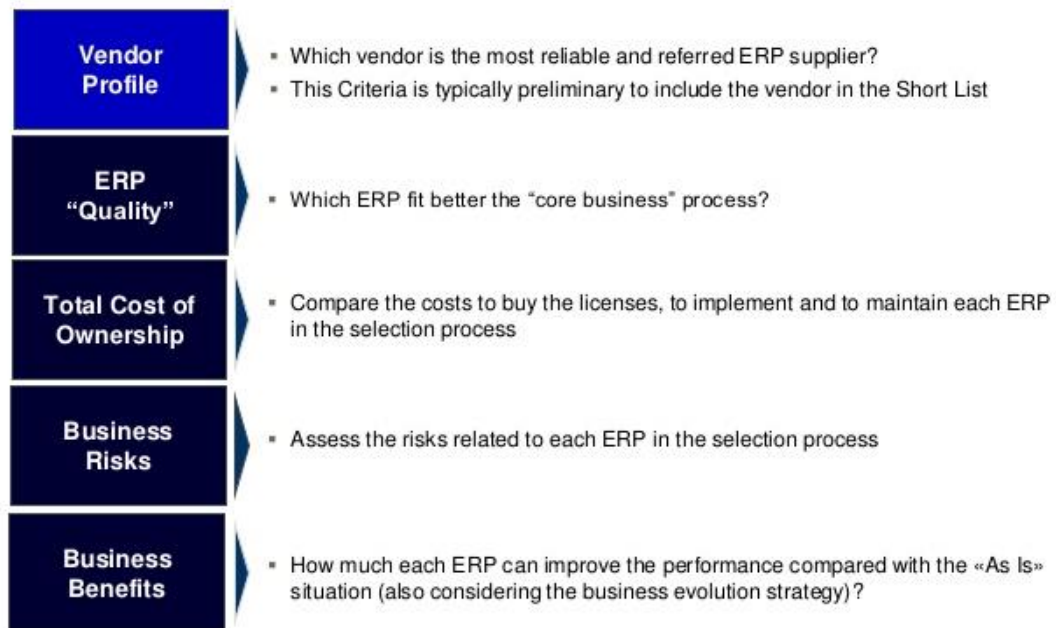 Vendor
Profile
▪ Which vendor is the most reliable and referred ERP supplier?
▪ This Criteria is typically preliminary to include the vendor in the Short List
ERP
“Quality”
▪ Which ERP fit better the “core business” process?
Total Cost of
Ownership
▪ Compare the costs to buy the licenses, to implement and to maintain each ERP
in the selection process
Business
Risks
▪ Assess the risks related to each ERP in the selection process
Business
Benefits
▪ How much each ERP can improve the performance compared with the «As Is»
situation (also considering the business evolution strategy)?